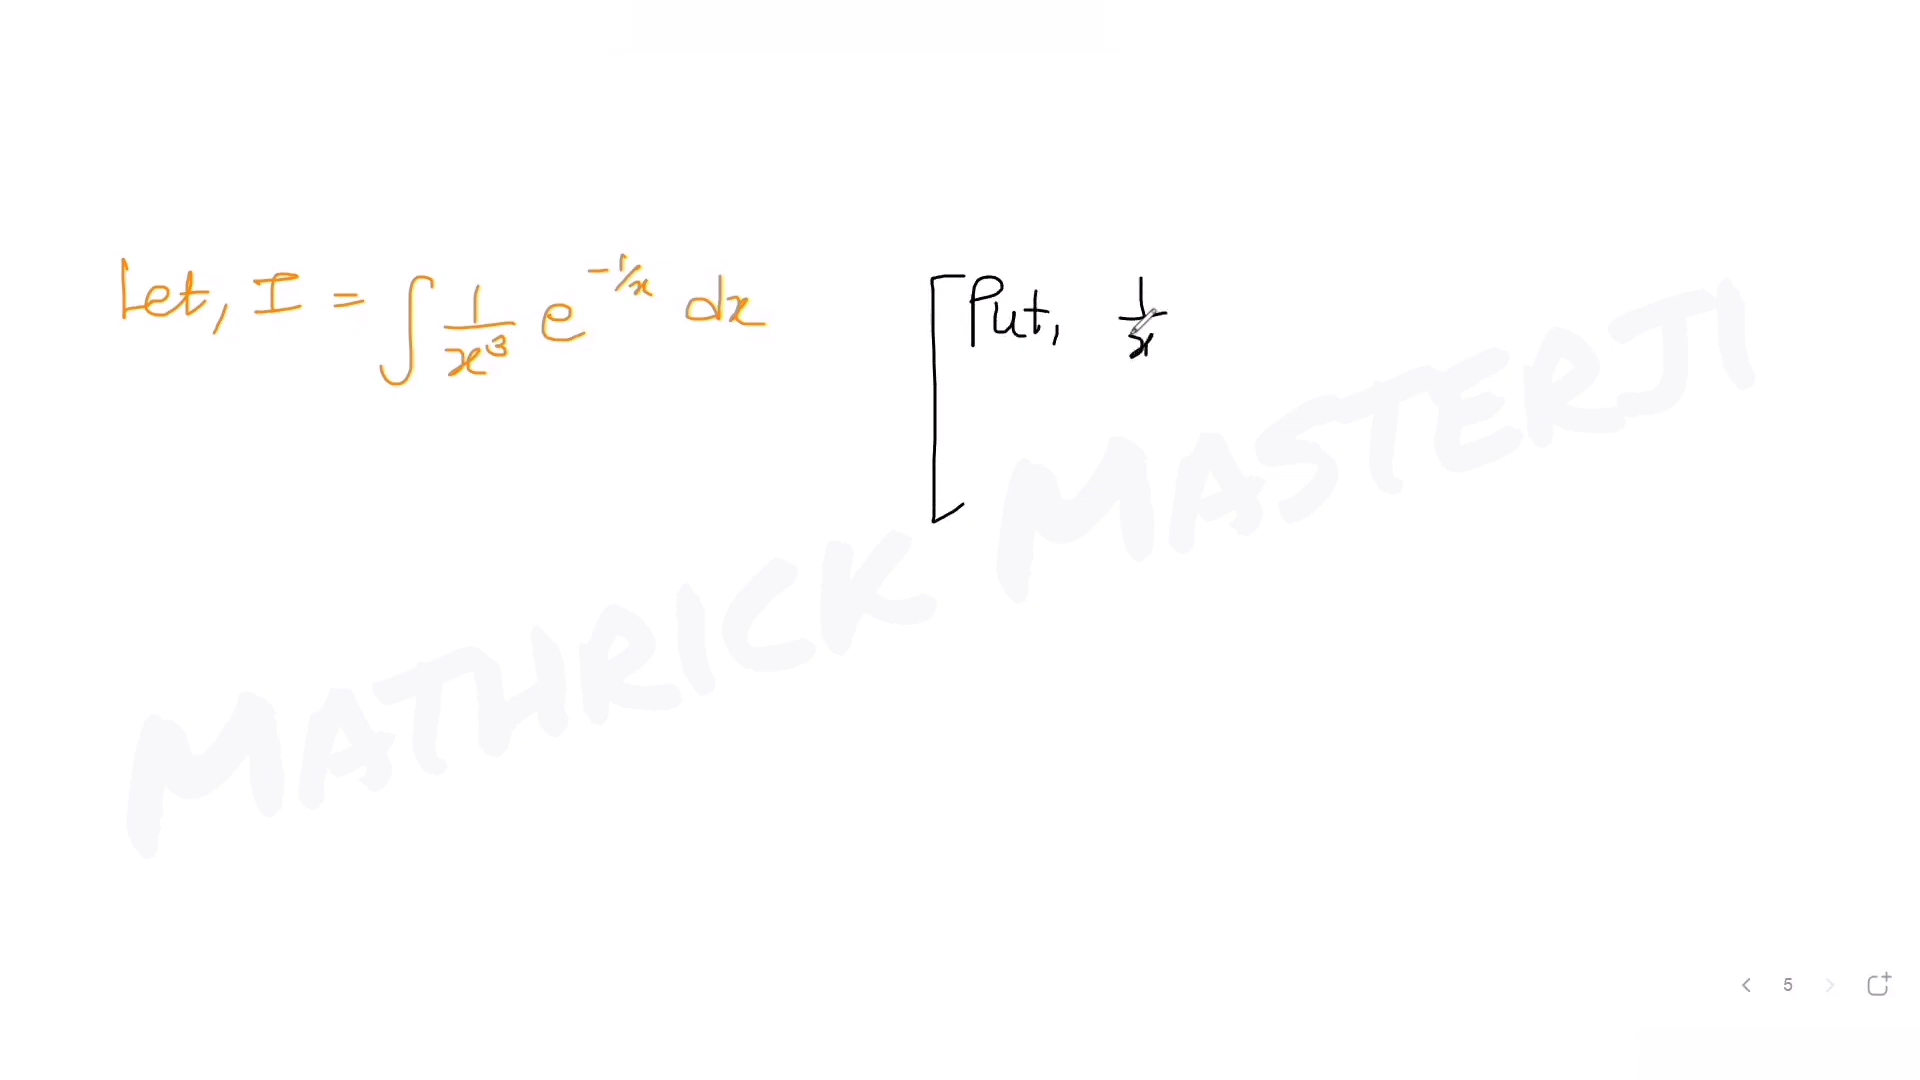 Let, I = ∫ 1/x³ e^(-1/x) dx
[Put, 1/x
MATHRICK MASTERJI
5